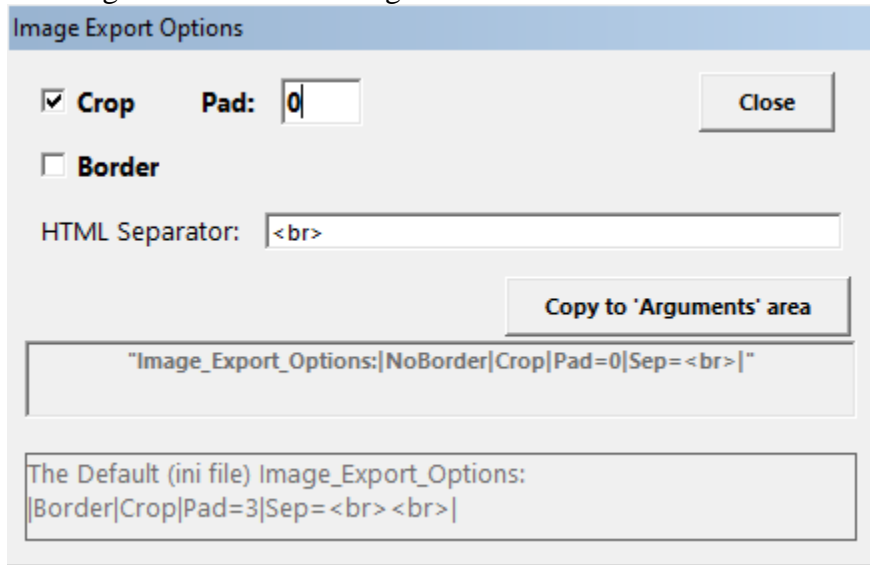 Image Export Options
Crop Pad: 0 Close
Border
HTML Separator: <br>
Copy to 'Arguments' area
"Image_Export_Options:|NoBorder|Crop|Pad=0|Sep=<br>|"
The Default (ini file) Image_Export_Options:
|Border|Crop|Pad=3|Sep=<br><br>|